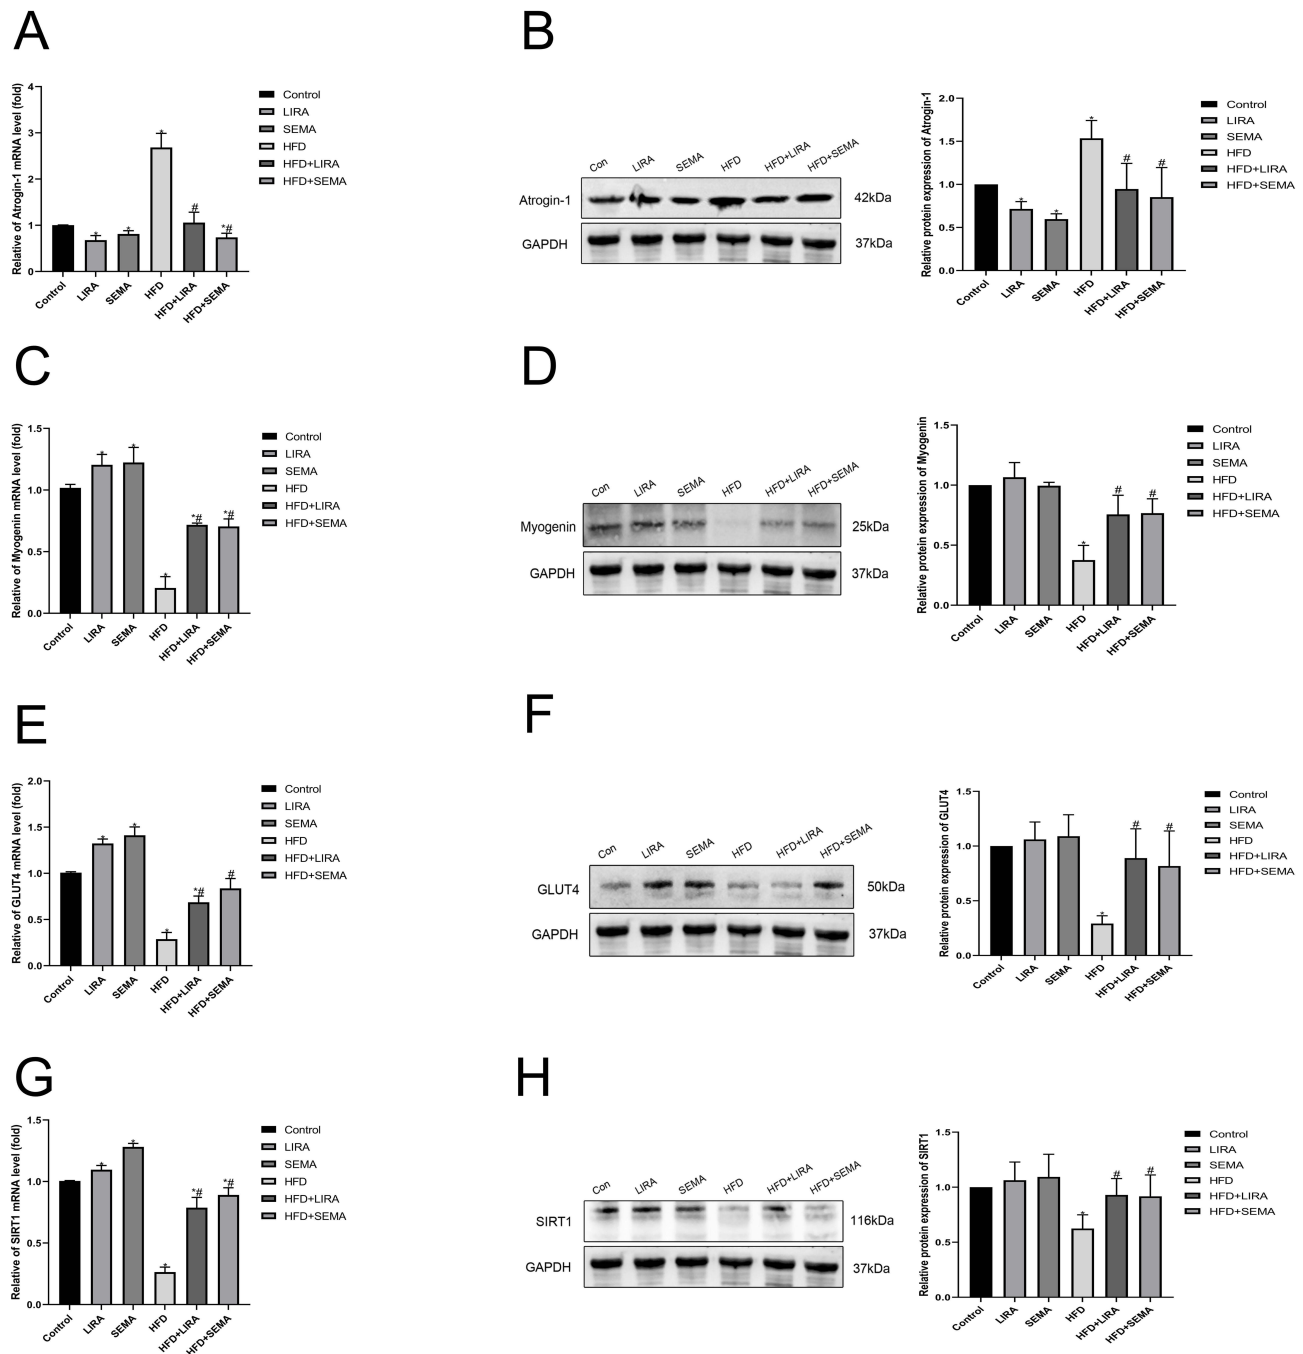 A
Relative of Atrogin-1 mRNA level (fold)
4
3
2
1
0
Control
LIRA
SEMA
HFD
HFD+LIRA
HFD+SEMA
* * * # *#
Control
LIRA
SEMA
HFD
HFD+LIRA
HFD+SEMA
B
Con LIRA SEMA HFD HFD+LIRA HFD+SEMA
Atrogin-1 42kDa
GAPDH 37kDa
Relative protein expression of Atrogin-1
2.0
1.5
1.0
0.5
0.0
Control
LIRA
SEMA
HFD
HFD+LIRA
HFD+SEMA
* * * # #
Control
LIRA
SEMA
HFD
HFD+LIRA
HFD+SEMA
C
Relative of Myogonin mRNA level (fold)
1.5
1.0
0.5
0.0
Control
LIRA
SEMA
HFD
HFD+LIRA
HFD+SEMA
* * * *# *#
Control
LIRA
SEMA
HFD
HFD+LIRA
HFD+SEMA
D
Con LIRA SEMA HFD HFD+LIRA HFD+SEMA
Myogenin 25kDa
GAPDH 37kDa
Relative protein expression of Myogenin
1.5
1.0
0.5
0.0
Control
LIRA
SEMA
HFD
HFD+LIRA
HFD+SEMA
* # #
Control
LIRA
SEMA
HFD
HFD+LIRA
HFD+SEMA
E
Relative of GLUT4 mRNA level (fold)
2.0
1.5
1.0
0.5
0.0
Control
LIRA
SEMA
HFD
HFD+LIRA
HFD+SEMA
* * * *# #
Control
LIRA
SEMA
HFD
HFD+LIRA
HFD+SEMA
F
Con LIRA SEMA HFD HFD+LIRA HFD+SEMA
GLUT4 50kDa
GAPDH 37kDa
Relative protein expression of GLUT4
1.5
1.0
0.5
0.0
Control
LIRA
SEMA
HFD
HFD+LIRA
HFD+SEMA
* # #
Control
LIRA
SEMA
HFD
HFD+LIRA
HFD+SEMA
G
Relative of SIRT1 mRNA level (fold)
1.5
1.0
0.5
0.0
Control
LIRA
SEMA
HFD
HFD+LIRA
HFD+SEMA
* * * *# *#
Control
LIRA
SEMA
HFD
HFD+LIRA
HFD+SEMA
H
Con LIRA SEMA HFD HFD+LIRA HFD+SEMA
SIRT1 116kDa
GAPDH 37kDa
Relative protein expression of SIRT1
1.5
1.0
0.5
0.0
Control
LIRA
SEMA
HFD
HFD+LIRA
HFD+SEMA
* # #
Control
LIRA
SEMA
HFD
HFD+LIRA
HFD+SEMA